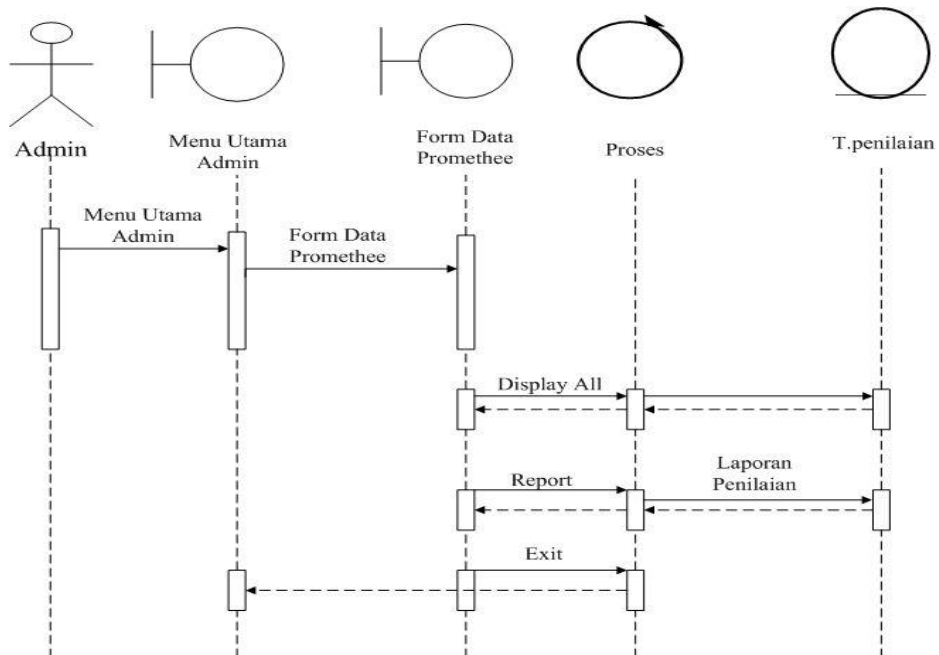 Admin
Menu Utama
Admin
Form Data
Promethee
Proses
T.penilaian
Menu Utama
Admin
Form Data
Promethee
Display All
Report
Laporan
Penilaian
Exit